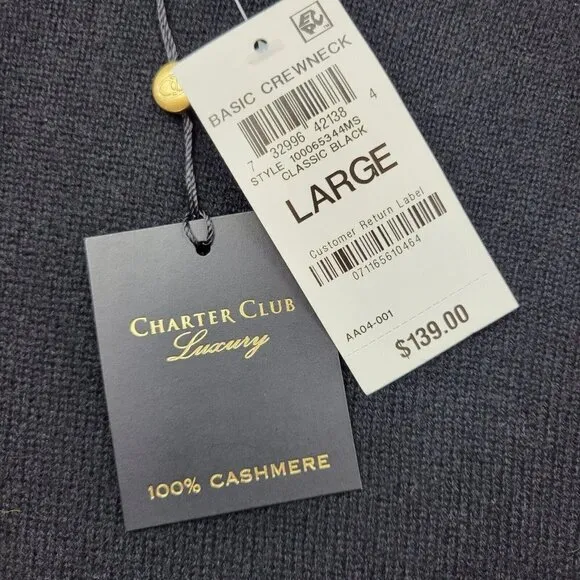 BASIC CREWNECK
7 32996 42138 4
STYLE 100065344MS
CLASSIC BLACK
LARGE
Customer Return Label
071165610464
AA04-001
$139.00
CHARTER CLUB
Luxury
100% CASHMERE